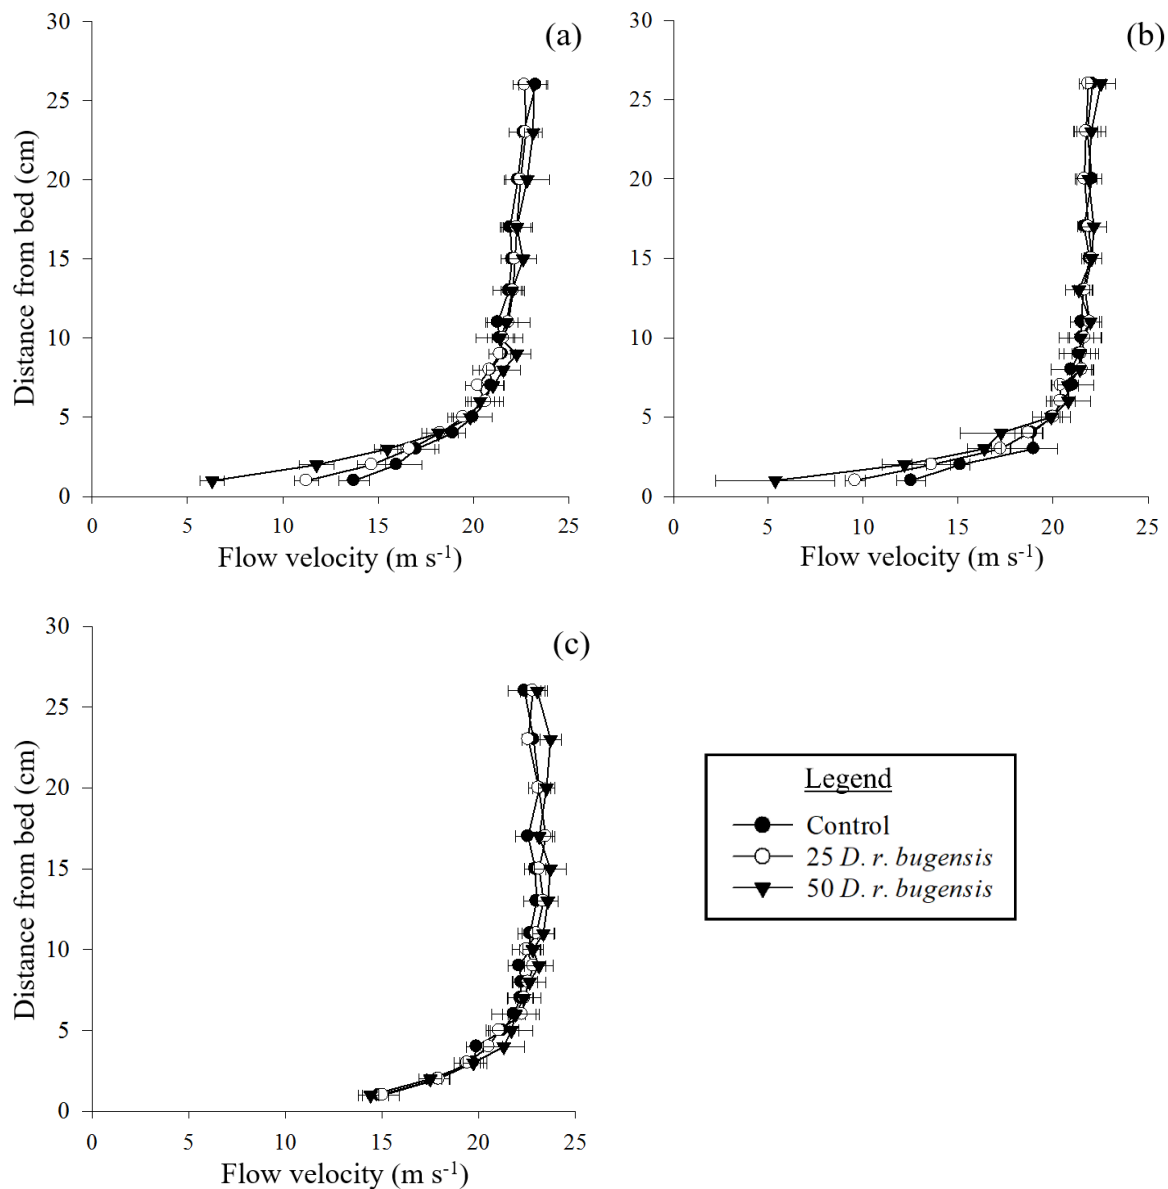 (a)
30
25
20
15
10
5
0
Distance from bed (cm)
0 5 10 15 20 25
Flow velocity (m s⁻¹)
(b)
30
25
20
15
10
5
0
0 5 10 15 20 25
Flow velocity (m s⁻¹)
(c)
30
25
20
15
10
5
0
Distance from bed (cm)
0 5 10 15 20 25
Flow velocity (m s⁻¹)
Legend
Control
25 D. r. bugensis
50 D. r. bugensis